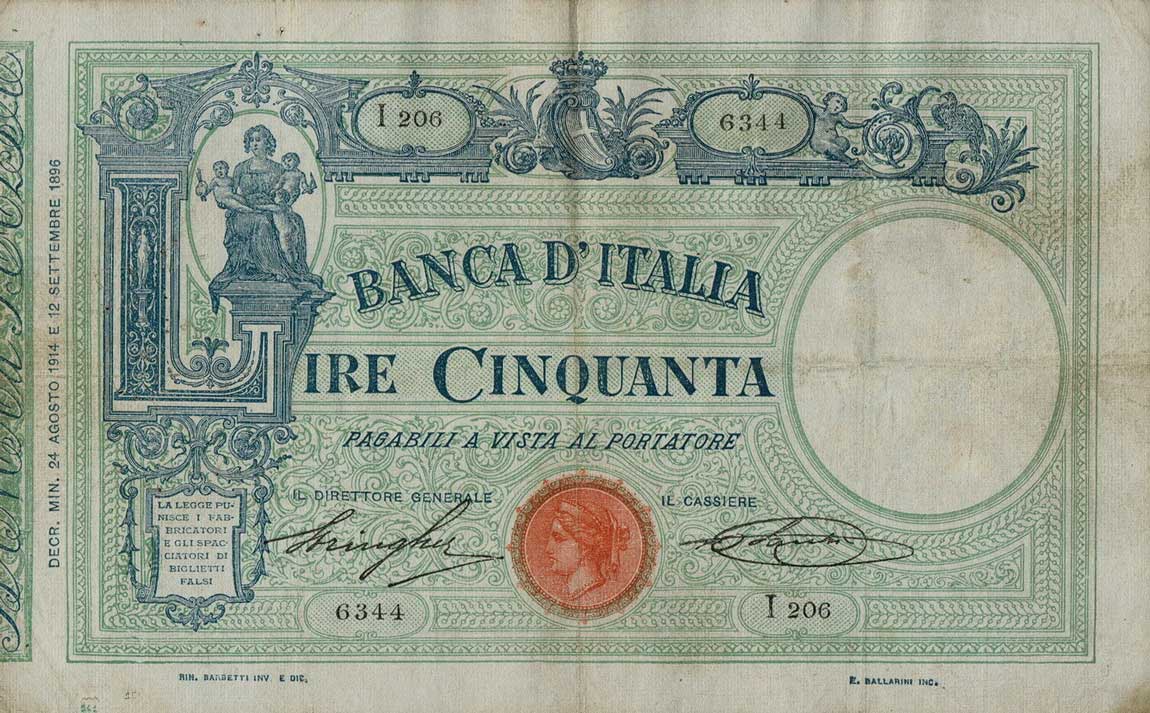 I 206
6344
BANCA D'ITALIA
LIRE CINQUANTA
PAGABILI A VISTA AL PORTATORE
IL DIRETTORE GENERALE
IL CASSIERE
Stringher
LA LEGGE PU-
NISCE I FAB-
BRICATORI
E GLI SPAC-
CIATORI DI
BIGLIETTI
FALSI
6344
I 206
DECR. MIN. 24 AGOSTO 1914 E 12 SETTEMBRE 1896
RIN. BARBETTI INV. E DIS.
E. BALLARINI INC.